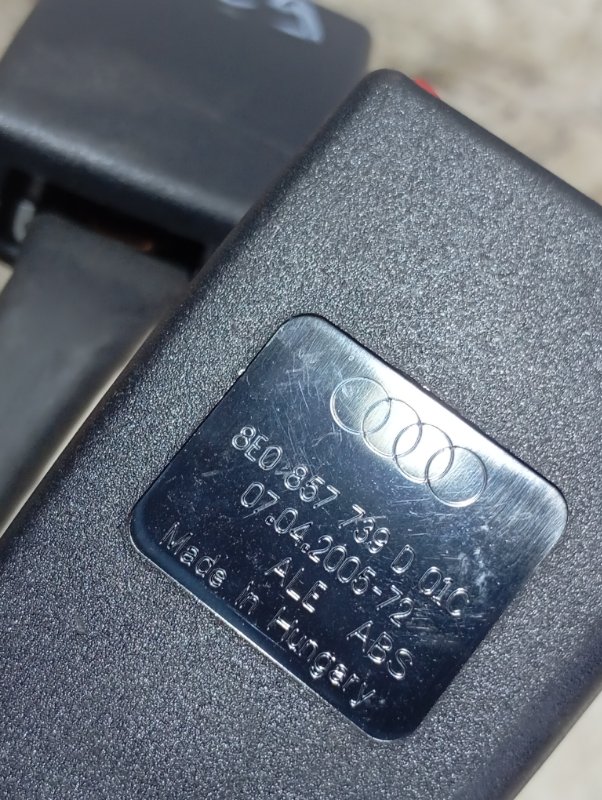 8E0 857 739 D 01C
07.04.2005-72
ALE ABS
Made in Hungary